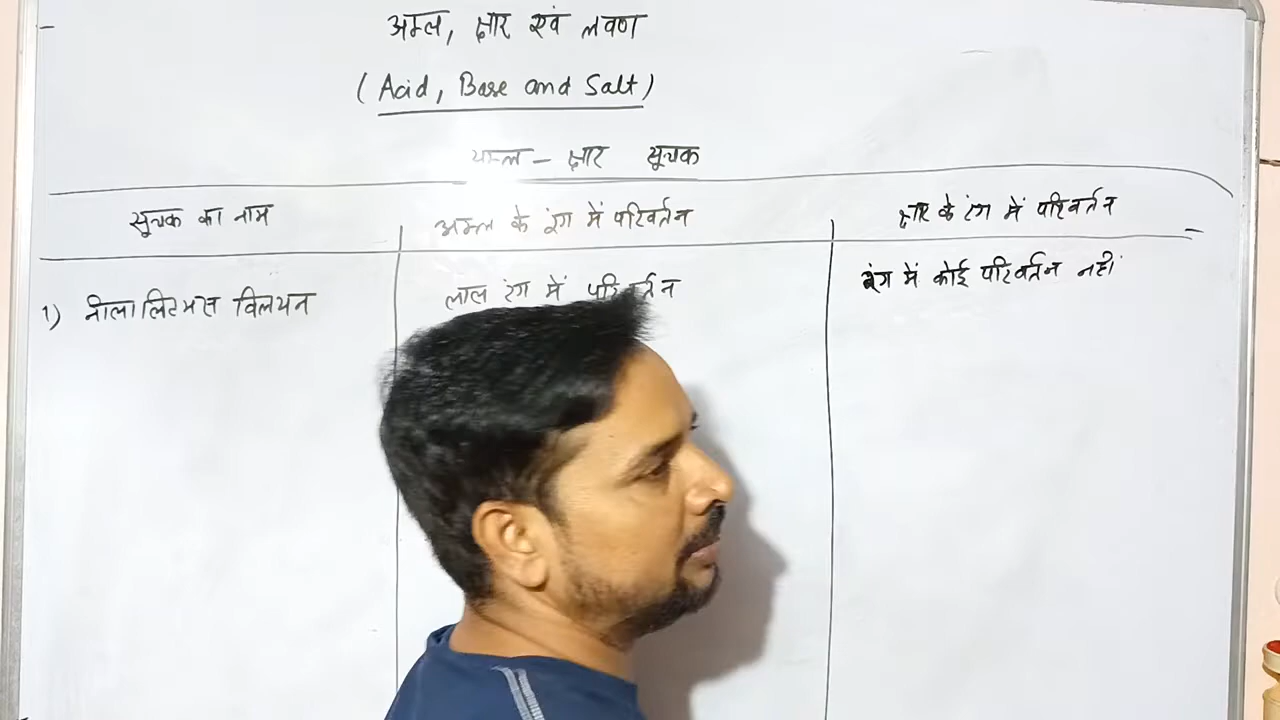 अम्ल, क्षार एवं लवण
(Acid, Base and Salt)
अम्ल - क्षार सूचक
सूचक का नाम
अम्ल के रंग में परिवर्तन
क्षार के रंग में परिवर्तन
1) नीला लिटमस विलयन
लाल रंग में परिवर्तन
रंग में कोई परिवर्तन नहीं